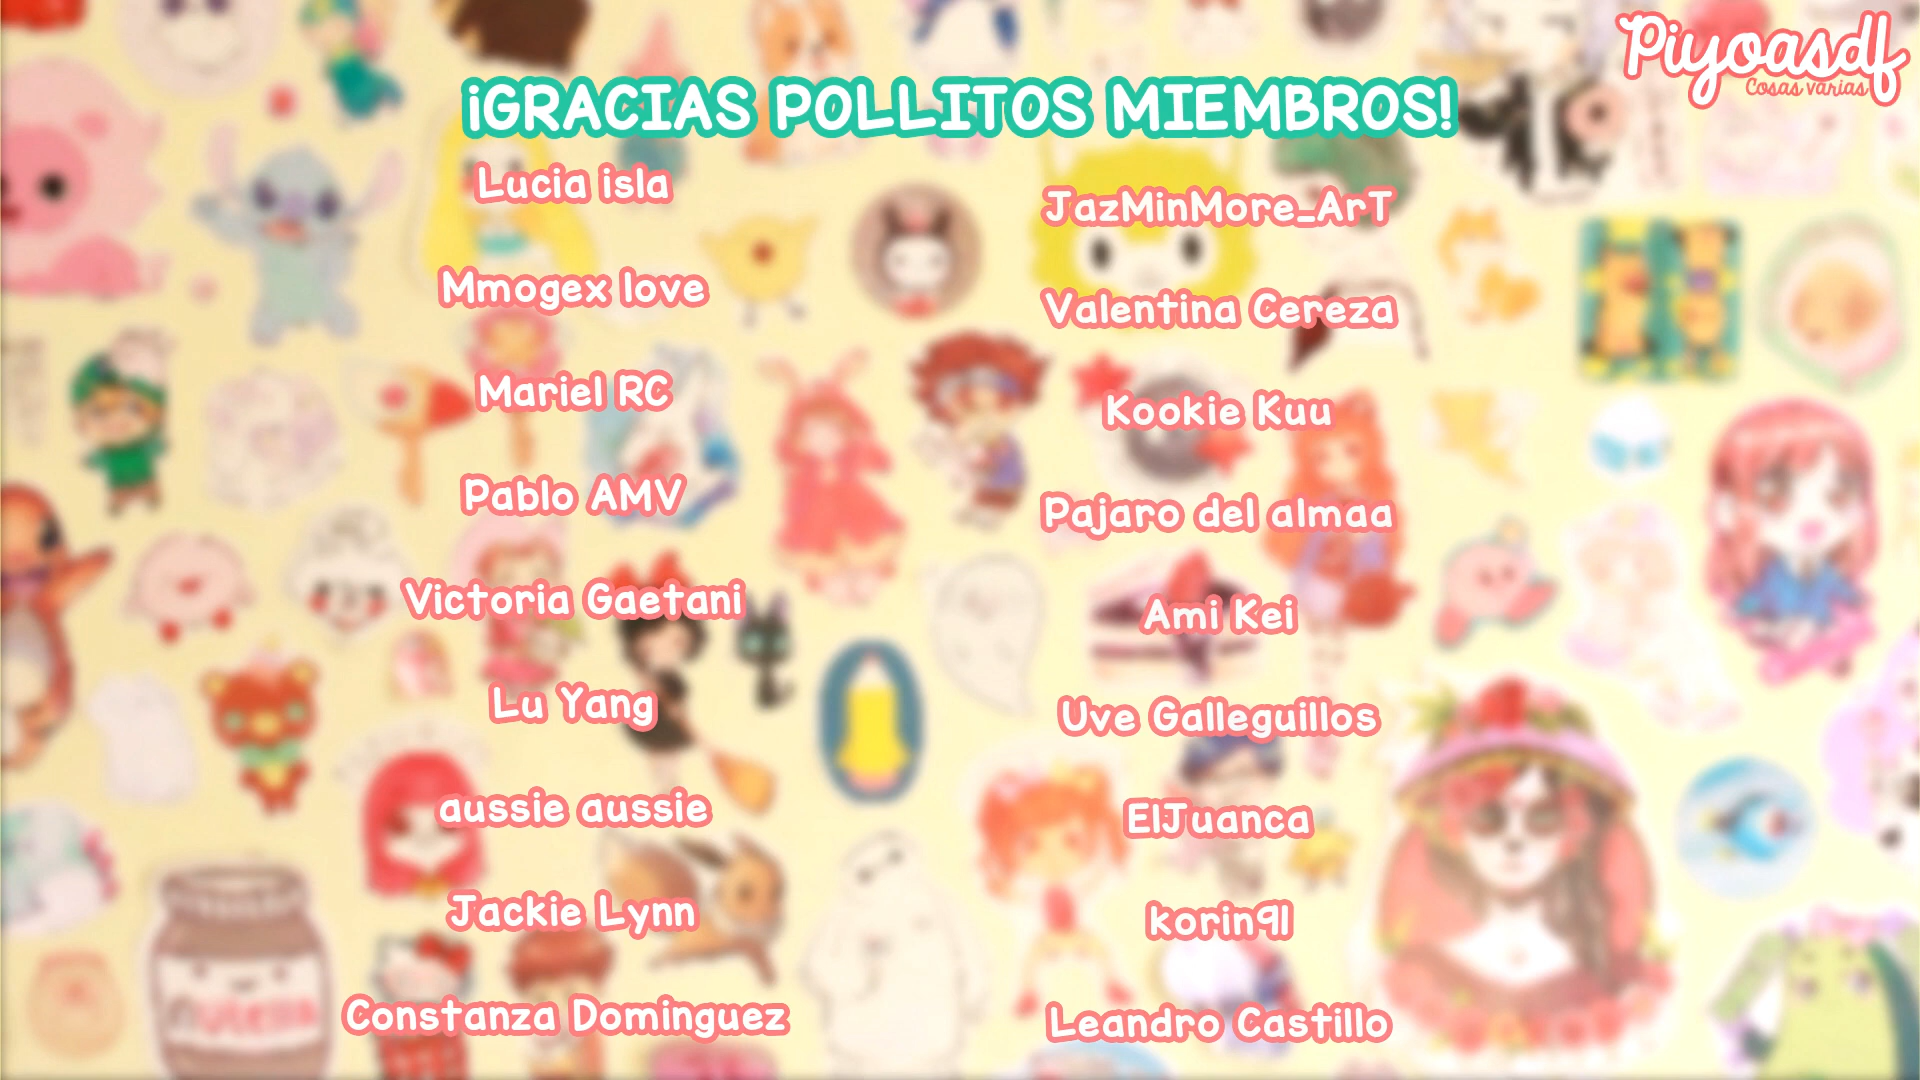 Piyoasdf
Cosas varias
¡GRACIAS POLLITOS MIEMBROS!
Lucia isla
Mmogex love
Mariel RC
Pablo AMV
Victoria Gaetani
Lu Yang
aussie aussie
Jackie Lynn
Constanza Dominguez
JazMinMore_ArT
Valentina Cereza
Kookie Kuu
Pajaro del almaa
Ami Kei
Uve Galleguillos
ElJuanca
korin91
Leandro Castillo
nutella